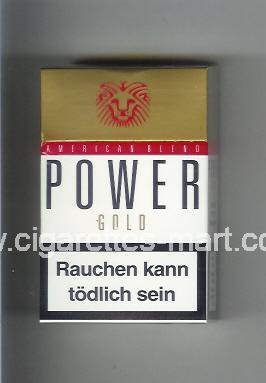 AMERICAN BLEND
POWER
GOLD
www.cigarettes-mart.com
Rauchen kann
tödlich sein